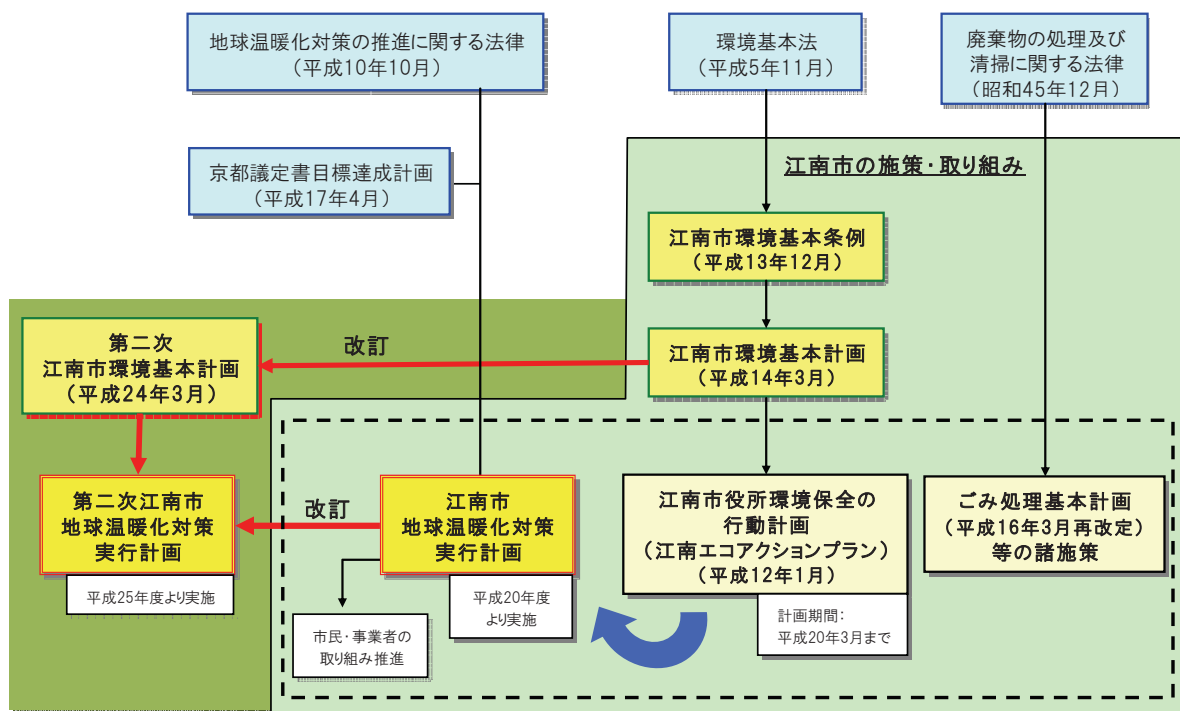 地球温暖化対策の推進に関する法律
（平成10年10月）
環境基本法
（平成5年11月）
廃棄物の処理及び
清掃に関する法律
（昭和45年12月）
京都議定書目標達成計画
（平成17年4月）
江南市の施策・取り組み
江南市環境基本条例
（平成13年12月）
第二次
江南市環境基本計画
（平成24年3月）
改訂
江南市環境基本計画
（平成14年3月）
第二次江南市
地球温暖化対策
実行計画
平成25年度より実施
改訂
江南市
地球温暖化対策
実行計画
平成20年度
より実施
市民・事業者の
取り組み推進
江南市役所環境保全の
行動計画
（江南エコアクションプラン）
（平成12年1月）
計画期間：
平成20年3月まで
ごみ処理基本計画
（平成16年3月再改定）
等の諸施策